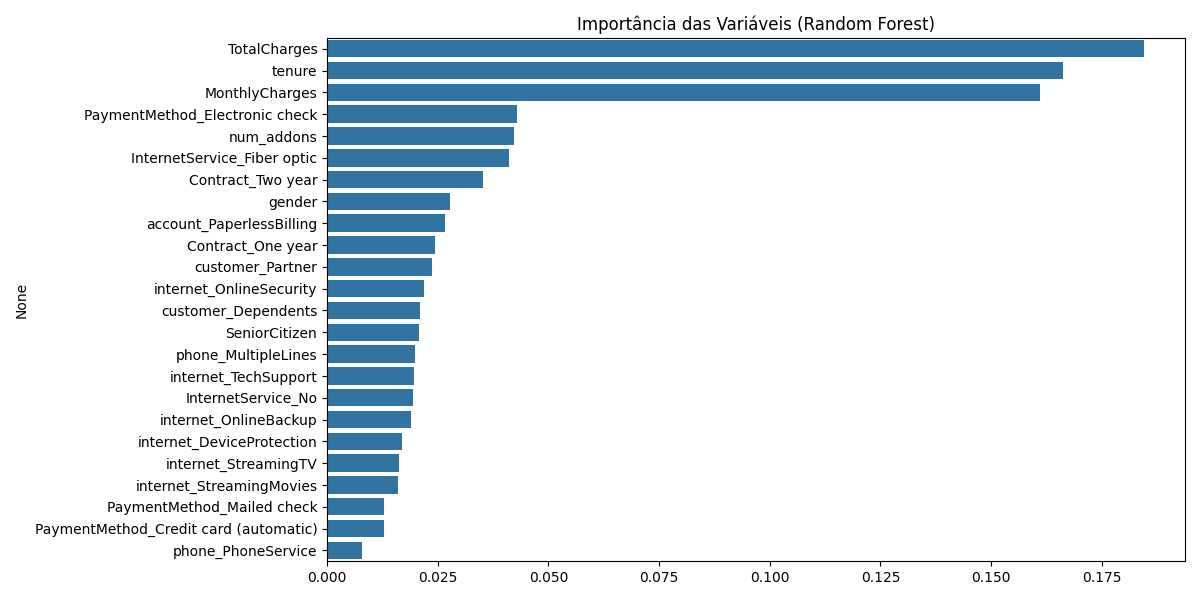 Importância das Variáveis (Random Forest)
TotalCharges
tenure
MonthlyCharges
PaymentMethod_Electronic check
num_addons
InternetService_Fiber optic
Contract_Two year
gender
account_PaperlessBilling
Contract_One year
customer_Partner
internet_OnlineSecurity
customer_Dependents
SeniorCitizen
phone_MultipleLines
internet_TechSupport
InternetService_No
internet_OnlineBackup
internet_DeviceProtection
internet_StreamingTV
internet_StreamingMovies
PaymentMethod_Mailed check
PaymentMethod_Credit card (automatic)
phone_PhoneService
None
0.000 0.025 0.050 0.075 0.100 0.125 0.150 0.175